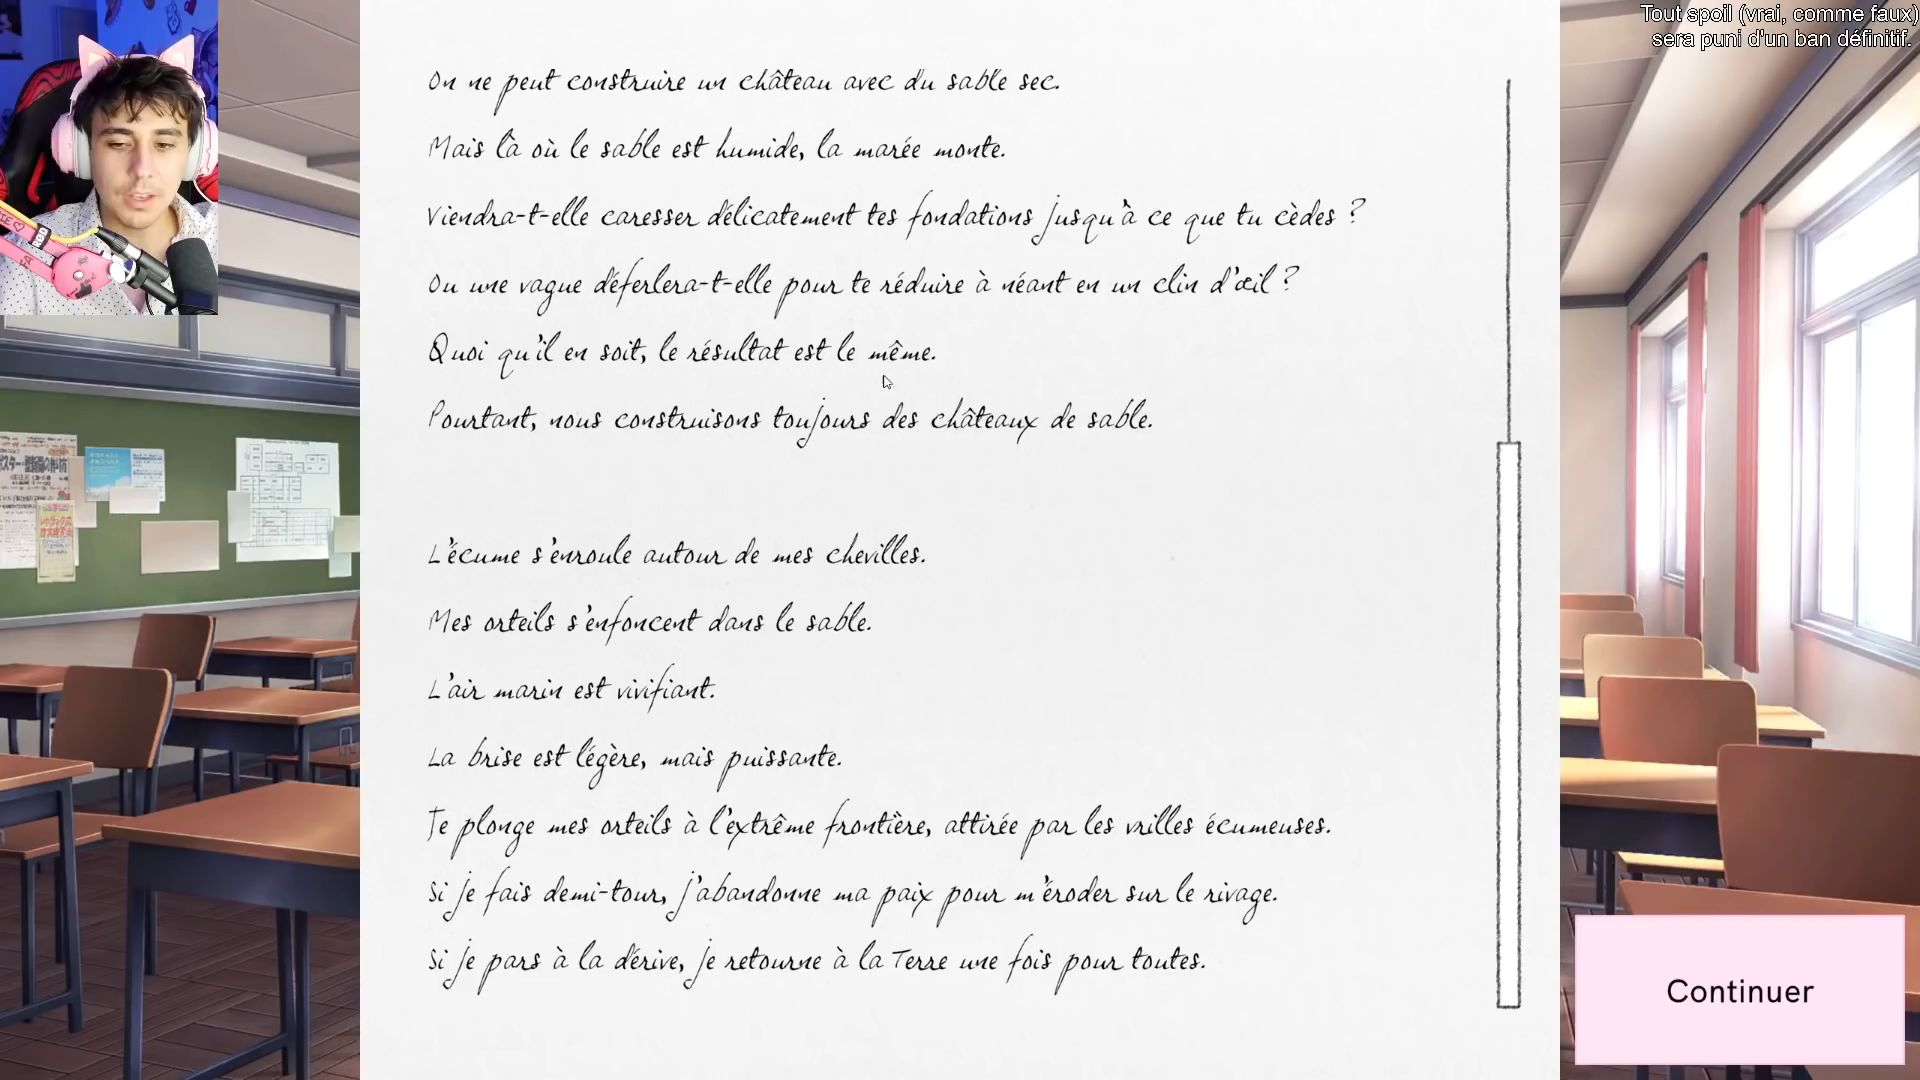 Tout spoil (vrai, comme faux)
sera puni d'un ban définitif.
On ne peut construire un château avec du sable sec.
Mais là où le sable est humide, la marée monte.
Viendra-t-elle caresser délicatement tes fondations jusqu'à ce que tu cèdes ?
Ou une vague déferlera-t-elle pour te réduire à néant en un clin d'œil ?
Quoi qu'il en soit, le résultat est le même.
Pourtant, nous construisons toujours des châteaux de sable.
L'écume s'enroule autour de mes chevilles.
Mes orteils s'enfoncent dans le sable.
L'air marin est vivifiant.
La brise est légère, mais puissante.
Je plonge mes orteils à l'extrême frontière, attirée par les vrilles écumeuses.
Si je fais demi-tour, j'abandonne ma paix pour m'éroder sur le rivage.
Si je pars à la dérive, je retourne à la Terre une fois pour toutes.
Continuer